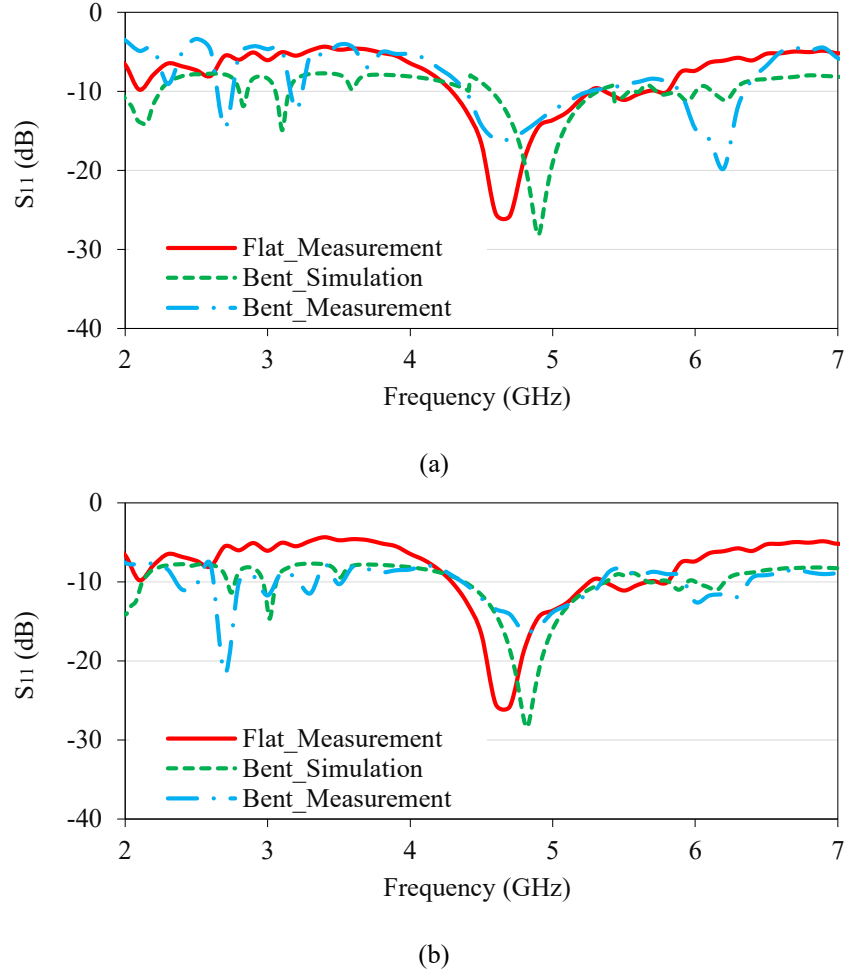 0
-10
-20
-30
-40
S11 (dB)
Flat_Measurement
Bent_Simulation
Bent_Measurement
2 3 4 5 6 7
Frequency (GHz)
(a)
0
-10
-20
-30
-40
S11 (dB)
Flat_Measurement
Bent_Simulation
Bent_Measurement
2 3 4 5 6 7
Frequency (GHz)
(b)